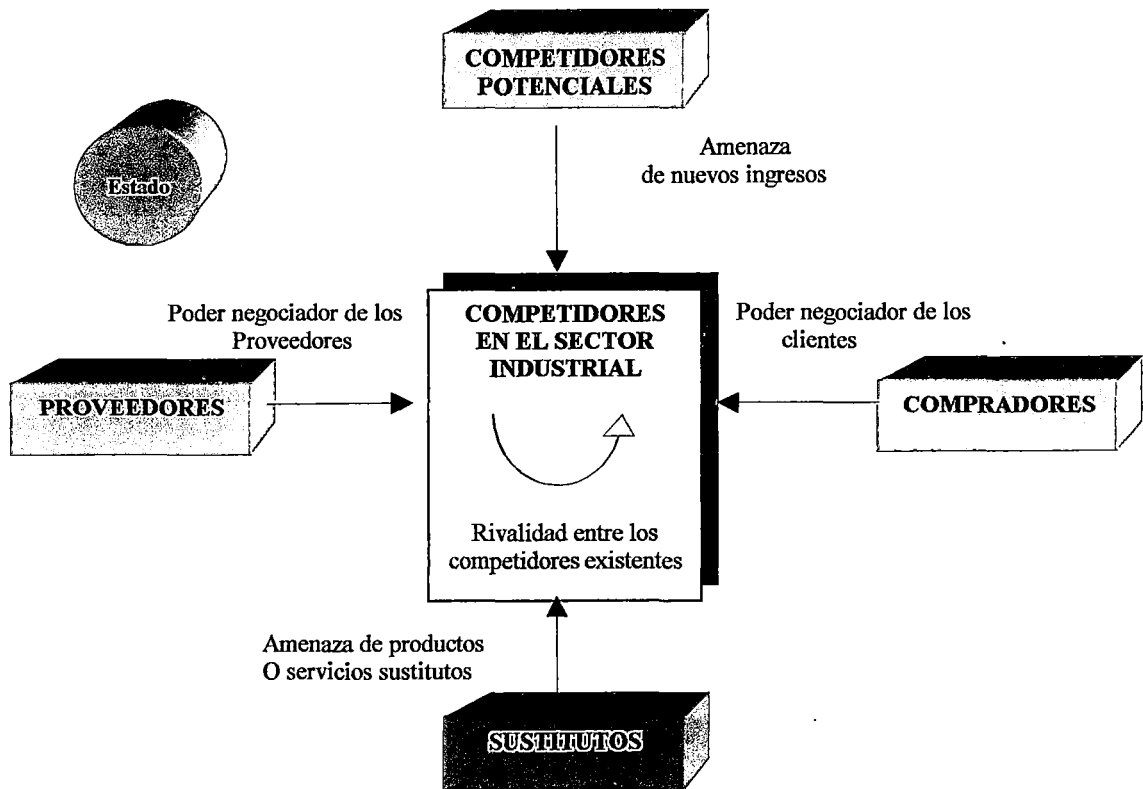 COMPETIDORES
POTENCIALES
Estado
Amenaza
de nuevos ingresos
Poder negociador de los
Proveedores
COMPETIDORES
EN EL SECTOR
INDUSTRIAL
Poder negociador de los
clientes
PROVEEDORES
COMPRADORES
Rivalidad entre los
competidores existentes
Amenaza de productos
O servicios sustitutos
SUSTITUTOS